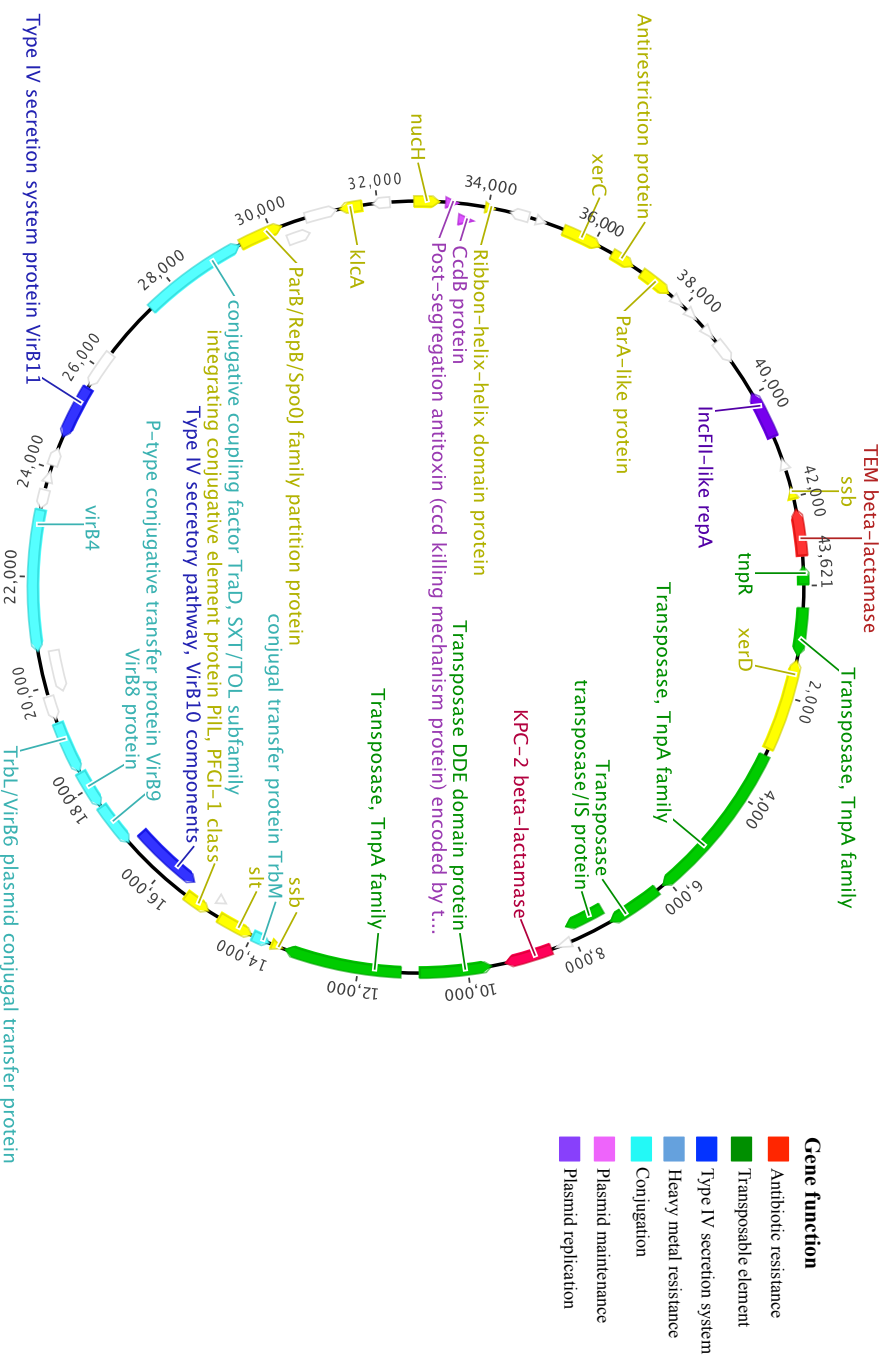 TEM beta-lactamase
ssb
43,621
tnpR
Transposase, TnpA family
xerD
2,000
4,000
Transposase, TnpA family
6,000
Transposase
transposase/IS protein
8,000
KPC-2 beta-lactamase
Transposase DDE domain protein
10,000
Transposase, TnpA family
12,000
ssb
conjugal transfer protein TrbM
14,000
slt
integrating conjugative element protein PilL, PFGI-1 class
Type IV secretory pathway, VirB10 components
16,000
P-type conjugative transfer protein VirB9
VirB8 protein
18,000
TrbL/VirB6 plasmid conjugal transfer protein
20,000
22,000
virB4
24,000
Type IV secretion system protein VirB11
26,000
28,000
conjugative coupling factor TraD, SXT/TOL subfamily
ParB/RepB/Spo0J family partition protein
30,000
klcA
32,000
nucH
Post-segregation antitoxin (ccd killing mechanism protein) encoded by t...
CcdB protein
Ribbon-helix-helix domain protein
34,000
xerC
36,000
Antirestriction protein
ParA-like protein
38,000
40,000
IncFII-like repA
42,000
Gene function
Antibiotic resistance
Transposable element
Type IV secretion system
Heavy metal resistance
Conjugation
Plasmid maintenance
Plasmid replication